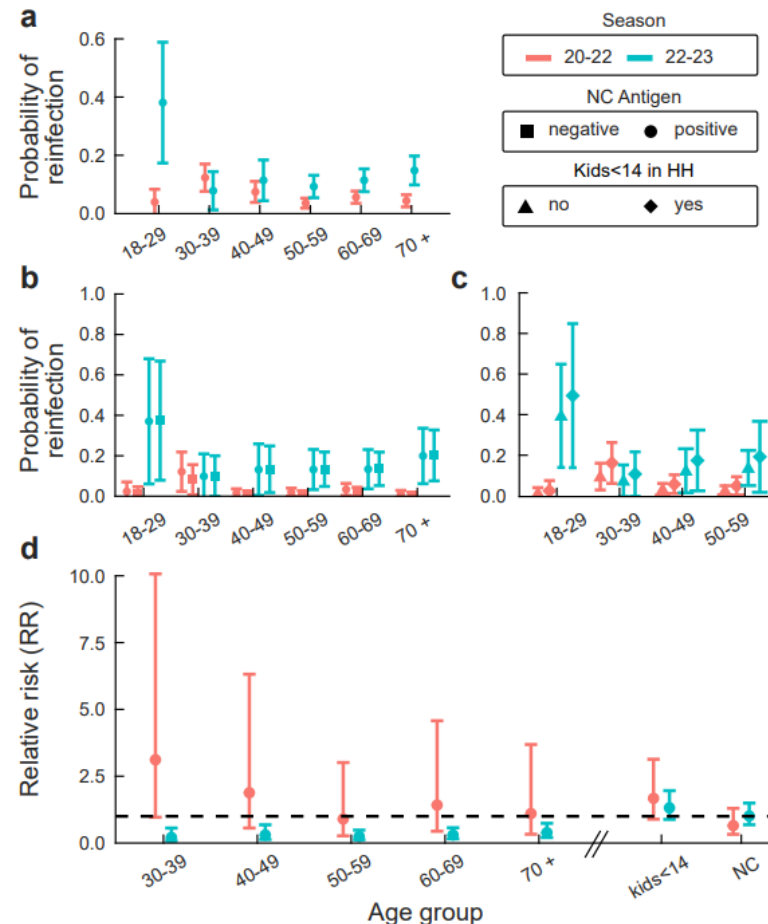 a
Probability of
reinfection
0.6
0.4
0.2
0.0
18-29
30-39
40-49
50-59
60-69
70 +
Season
20-22
22-23
NC Antigen
negative
positive
Kids<14 in HH
no
yes
b
Probability of
reinfection
1.0
0.8
0.6
0.4
0.2
0.0
18-29
30-39
40-49
50-59
60-69
70 +
c
1.0
0.8
0.6
0.4
0.2
0.0
18-29
30-39
40-49
50-59
d
Relative risk (RR)
10.0
7.5
5.0
2.5
0.0
30-39
40-49
50-59
60-69
70 +
kids<14
NC
Age group